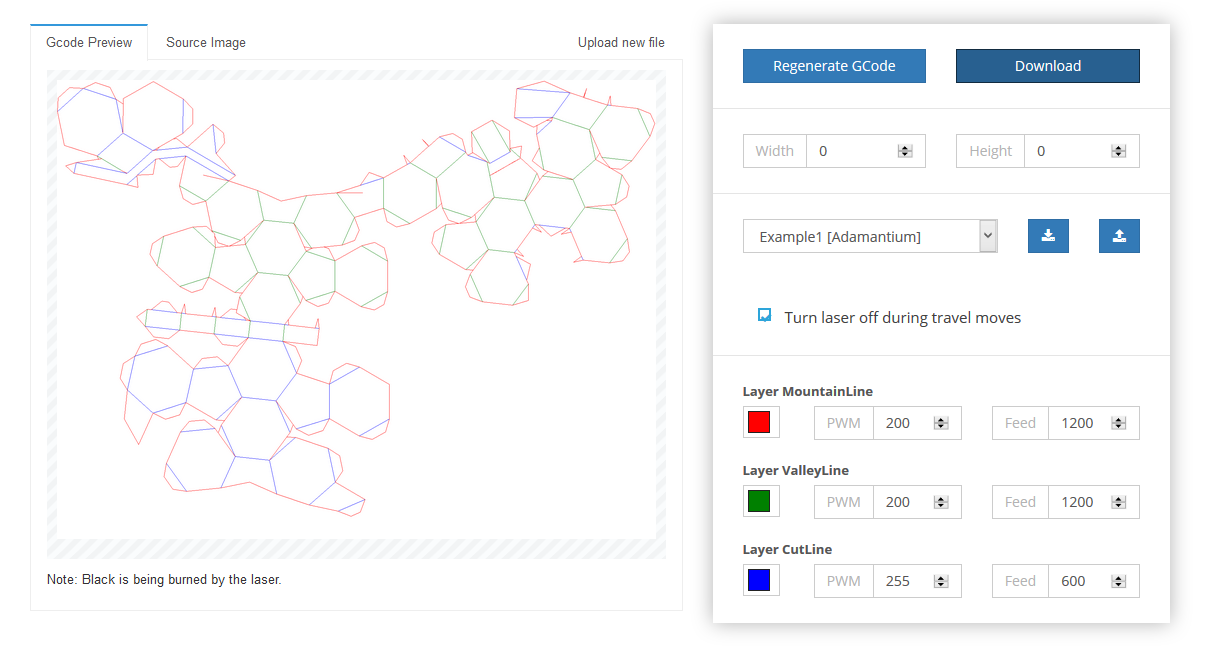 Gcode Preview Source Image Upload new file
Note: Black is being burned by the laser.
Regenerate GCode Download
Width 0 Height 0
Example1 [Adamantium]
Turn laser off during travel moves
Layer MountainLine
PWM 200 Feed 1200
Layer ValleyLine
PWM 200 Feed 1200
Layer CutLine
PWM 255 Feed 600